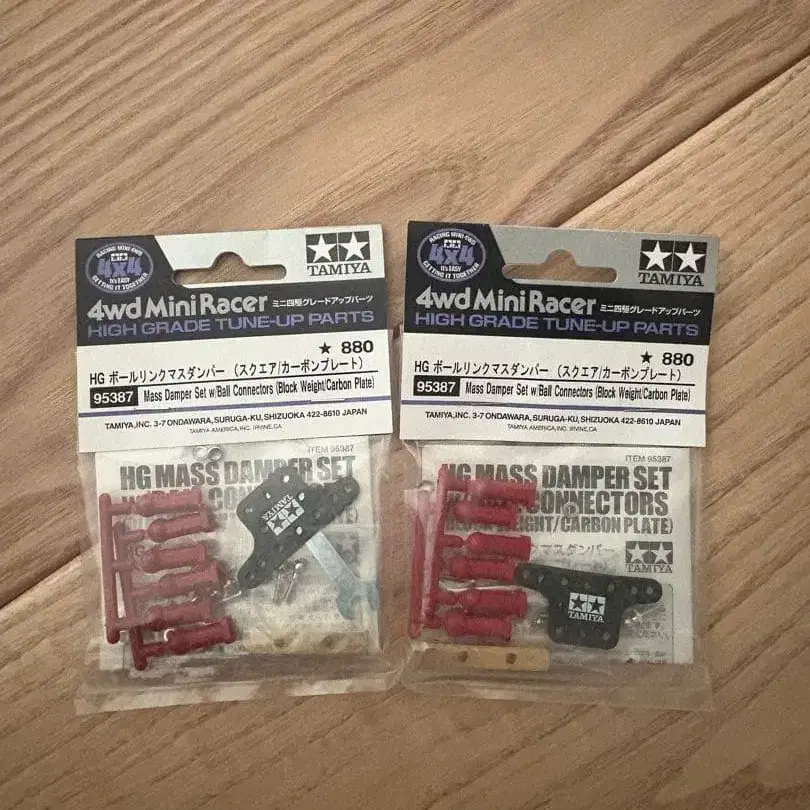 RACING MINI-4WD
4x4
IT'S EASY
GETTING IT TOGETHER
TAMIYA
4wd Mini Racer ミニ四駆グレードアップパーツ
HIGH GRADE TUNE-UP PARTS
★ 880
HG ボールリンクマスダンパー （スクエア/カーボンプレート）
95387 Mass Damper Set w/Ball Connectors (Block Weight/Carbon Plate)
TAMIYA, INC. 3-7 ONDAWARA, SURUGA-KU, SHIZUOKA 422-8610 JAPAN
TAMIYA AMERICA, INC. IRVINE, CA
ITEM 95387
HG MASS DAMPER SET
TAMIYA
RACING MINI-4WD
4x4
IT'S EASY
GETTING IT TOGETHER
TAMIYA
4wd Mini Racer ミニ四駆グレードアップパーツ
HIGH GRADE TUNE-UP PARTS
★ 880
HG ボールリンクマスダンパー （スクエア/カーボンプレート）
95387 Mass Damper Set w/Ball Connectors (Block Weight/Carbon Plate)
TAMIYA, INC. 3-7 ONDAWARA, SURUGA-KU, SHIZUOKA 422-8610 JAPAN
TAMIYA AMERICA, INC. IRVINE, CA
ITEM 95387
HG MASS DAMPER SET
CONNECTORS
WEIGHT/CARBON PLATE)
マスダンパー
TAMIYA
TAMIYA